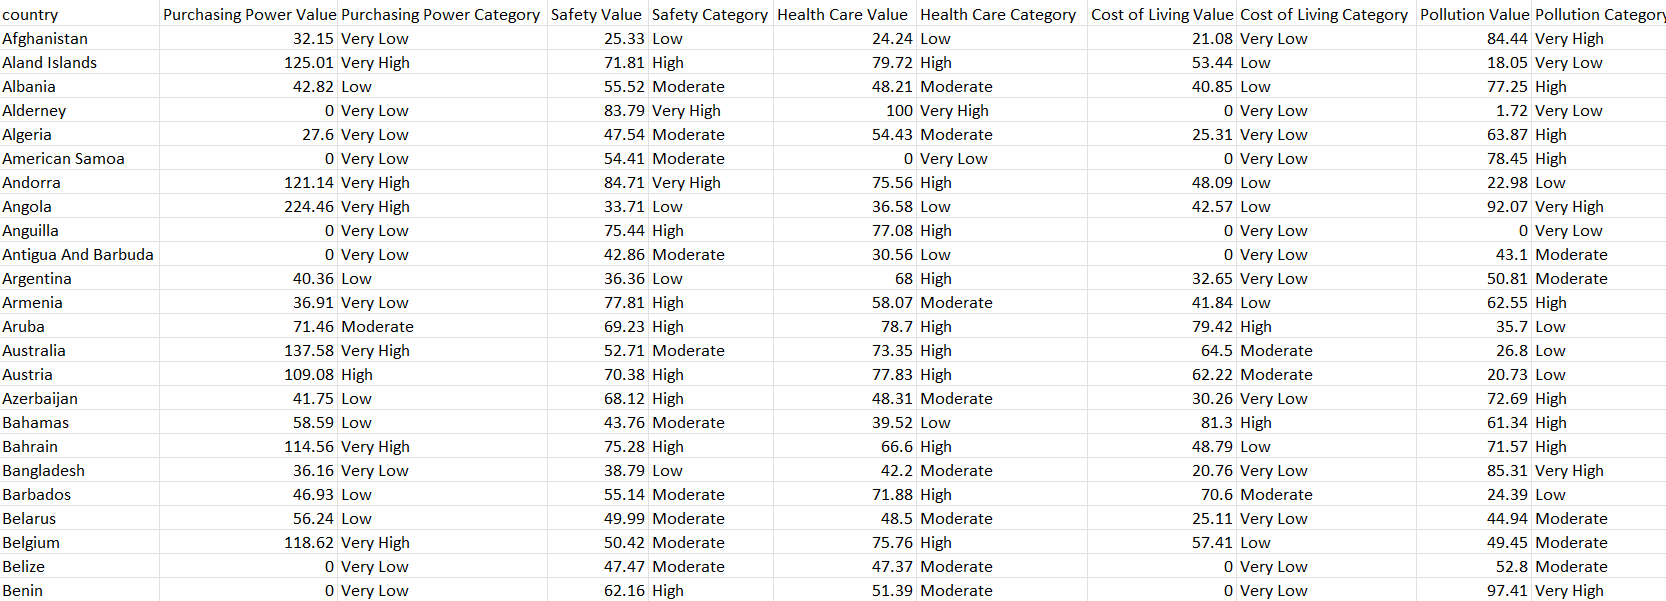 country Purchasing Power Value Purchasing Power Category Safety Value Safety Category Health Care Value Health Care Category Cost of Living Value Cost of Living Category Pollution Value Pollution Category
Afghanistan 32.15 Very Low 25.33 Low 24.24 Low 21.08 Very Low 84.44 Very High
Aland Islands 125.01 Very High 71.81 High 79.72 High 53.44 Low 18.05 Very Low
Albania 42.82 Low 55.52 Moderate 48.21 Moderate 40.85 Low 77.25 High
Alderney 0 Very Low 83.79 Very High 100 Very High 0 Very Low 1.72 Very Low
Algeria 27.6 Very Low 47.54 Moderate 54.43 Moderate 25.31 Very Low 63.87 High
American Samoa 0 Very Low 54.41 Moderate 0 Very Low 0 Very Low 78.45 High
Andorra 121.14 Very High 84.71 Very High 75.56 High 48.09 Low 22.98 Low
Angola 224.46 Very High 33.71 Low 36.58 Low 42.57 Low 92.07 Very High
Anguilla 0 Very Low 75.44 High 77.08 High 0 Very Low 0 Very Low
Antigua And Barbuda 0 Very Low 42.86 Moderate 30.56 Low 0 Very Low 43.1 Moderate
Argentina 40.36 Low 36.36 Low 68 High 32.65 Very Low 50.81 Moderate
Armenia 36.91 Very Low 77.81 High 58.07 Moderate 41.84 Low 62.55 High
Aruba 71.46 Moderate 69.23 High 78.7 High 79.42 High 35.7 Low
Australia 137.58 Very High 52.71 Moderate 73.35 High 64.5 Moderate 26.8 Low
Austria 109.08 High 70.38 High 77.83 High 62.22 Moderate 20.73 Low
Azerbaijan 41.75 Low 68.12 High 48.31 Moderate 30.26 Very Low 72.69 High
Bahamas 58.59 Low 43.76 Moderate 39.52 Low 81.3 High 61.34 High
Bahrain 114.56 Very High 75.28 High 66.6 High 48.79 Low 71.57 High
Bangladesh 36.16 Very Low 38.79 Low 42.2 Moderate 20.76 Very Low 85.31 Very High
Barbados 46.93 Low 55.14 Moderate 71.88 High 70.6 Moderate 24.39 Low
Belarus 56.24 Low 49.99 Moderate 48.5 Moderate 25.11 Very Low 44.94 Moderate
Belgium 118.62 Very High 50.42 Moderate 75.76 High 57.41 Low 49.45 Moderate
Belize 0 Very Low 47.47 Moderate 47.37 Moderate 0 Very Low 52.8 Moderate
Benin 0 Very Low 62.16 High 51.39 Moderate 0 Very Low 97.41 Very High